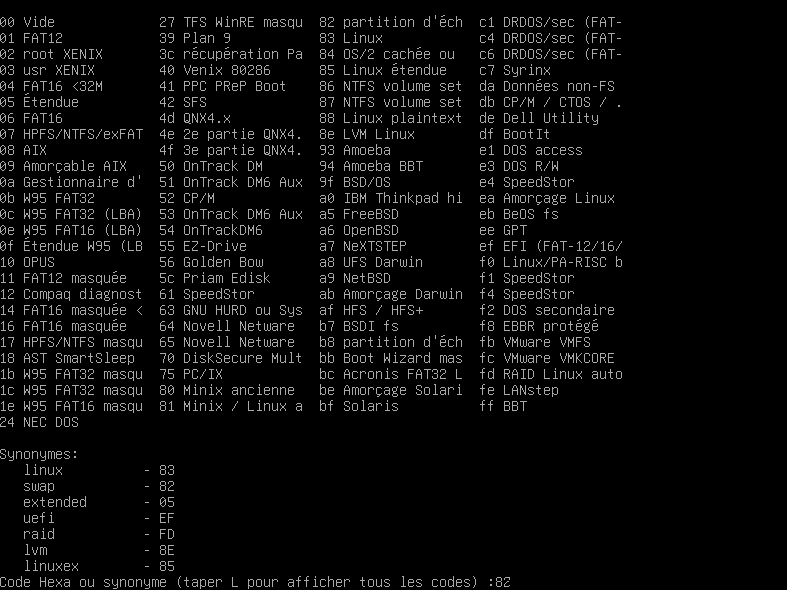 00 Vide 27 TFS WinRE masqu 82 partition d'éch c1 DRDOS/sec (FAT-
01 FAT12 39 Plan 9 83 Linux c4 DRDOS/sec (FAT-
02 root XENIX 3c récupération Pa 84 OS/2 cachée ou c6 DRDOS/sec (FAT-
03 usr XENIX 40 Venix 80286 85 Linux étendue c7 Syrinx
04 FAT16 <32M 41 PPC PReP Boot 86 NTFS volume set da Données non-FS
05 Étendue 42 SFS 87 NTFS volume set db CP/M / CTOS / .
06 FAT16 4d QNX4.x 88 Linux plaintext de Dell Utility
07 HPFS/NTFS/exFAT 4e 2e partie QNX4. 8e LVM Linux df BootIt
08 AIX 4f 3e partie QNX4. 93 Amoeba e1 DOS access
09 Amorçable AIX 50 OnTrack DM 94 Amoeba BBT e3 DOS R/W
0a Gestionnaire d' 51 OnTrack DM6 Aux 9f BSD/OS e4 SpeedStor
0b W95 FAT32 52 CP/M a0 IBM Thinkpad hi ea Amorçage Linux
0c W95 FAT32 (LBA) 53 OnTrack DM6 Aux a5 FreeBSD eb BeOS fs
0e W95 FAT16 (LBA) 54 OnTrackDM6 a6 OpenBSD ee GPT
0f Étendue W95 (LB 55 EZ-Drive a7 NeXTSTEP ef EFI (FAT-12/16/
10 OPUS 56 Golden Bow a8 UFS Darwin f0 Linux/PA-RISC b
11 FAT12 masquée 5c Priam Edisk a9 NetBSD f1 SpeedStor
12 Compaq diagnost 61 SpeedStor ab Amorçage Darwin f4 SpeedStor
14 FAT16 masquée < 63 GNU HURD ou Sys af HFS / HFS+ f2 DOS secondaire
16 FAT16 masquée 64 Novell Netware b7 BSDI fs f8 EBBR protégé
17 HPFS/NTFS masqu 65 Novell Netware b8 partition d'éch fb VMware VMFS
18 AST SmartSleep 70 DiskSecure Mult bb Boot Wizard mas fc VMware VMKCORE
1b W95 FAT32 masqu 75 PC/IX bc Acronis FAT32 L fd RAID Linux auto
1c W95 FAT32 masqu 80 Minix ancienne be Amorçage Solari fe LANstep
1e W95 FAT16 masqu 81 Minix / Linux a bf Solaris ff BBT
24 NEC DOS
Synonymes:
linux - 83
swap - 82
extended - 05
uefi - EF
raid - FD
lvm - 8E
linuxex - 85
Code Hexa ou synonyme (taper L pour afficher tous les codes) :82